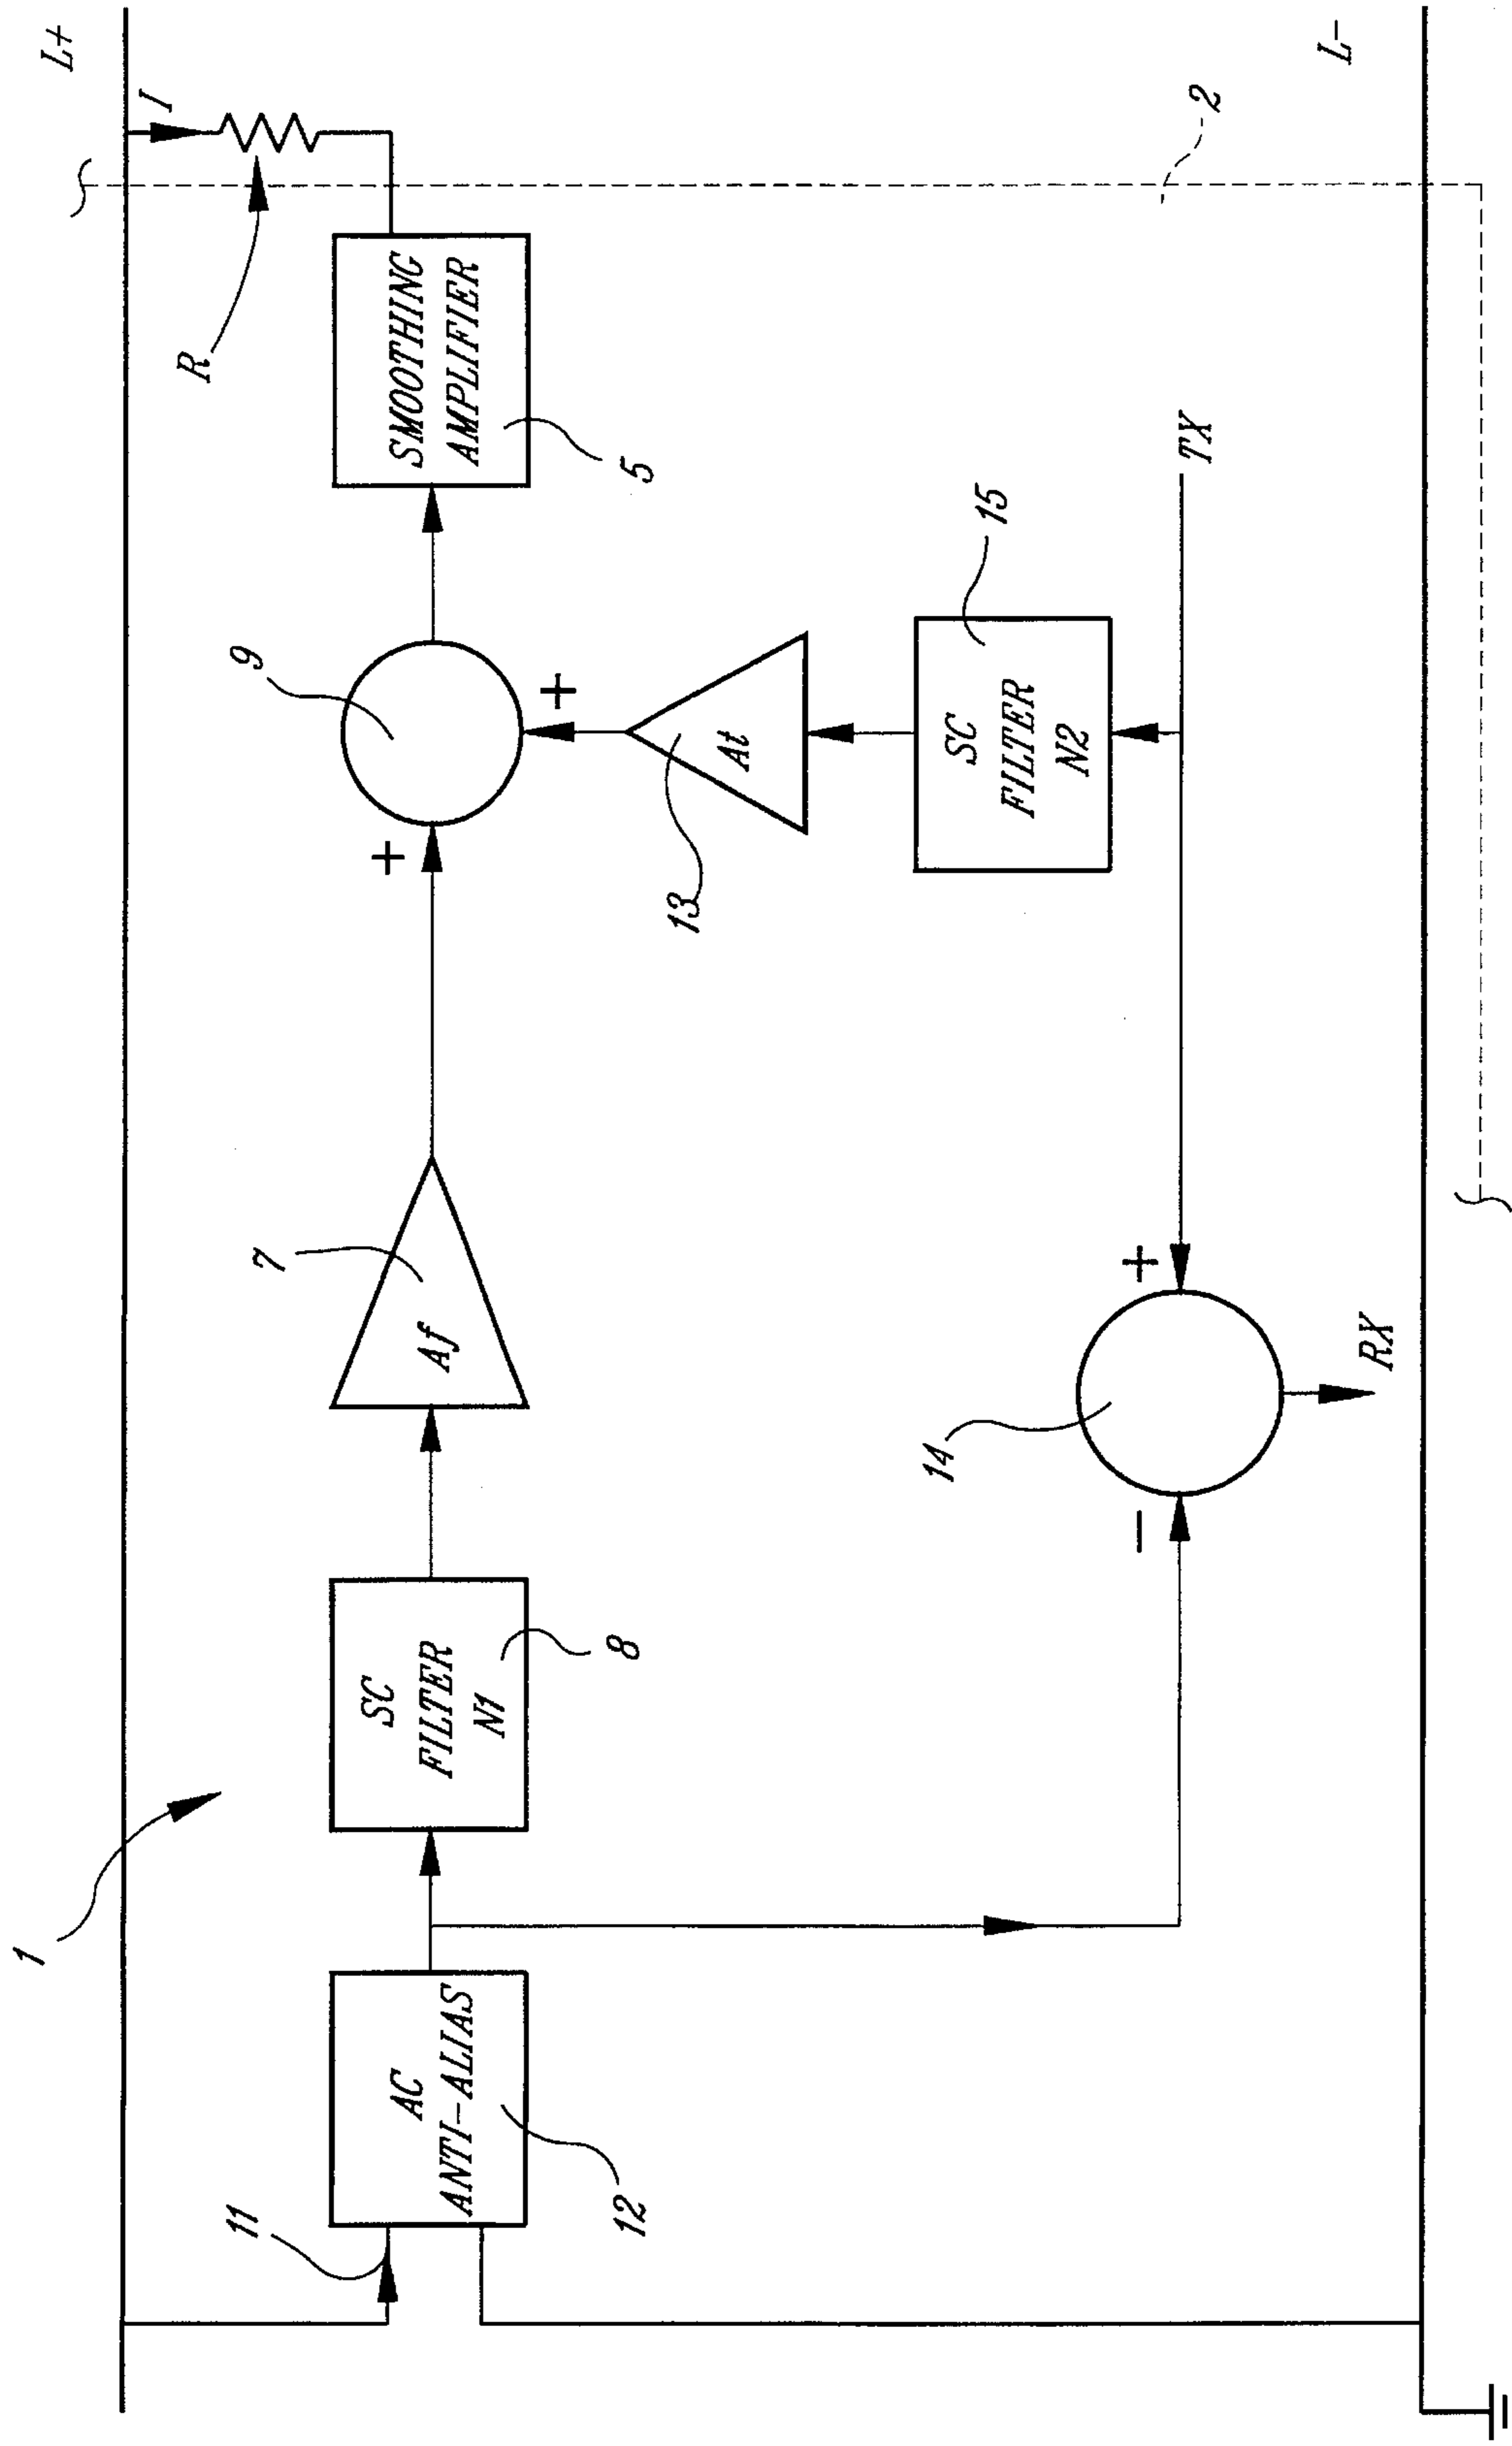 L+
1
I
R
9
+
11
7
AC
ANTI-ALIAS
SC
FILTER
N1
Af
SMOOTHING
AMPLIFIER
12
8
5
+
13
At
2
15
SC
FILTER
N2
14
−
+
TX
RX
L−